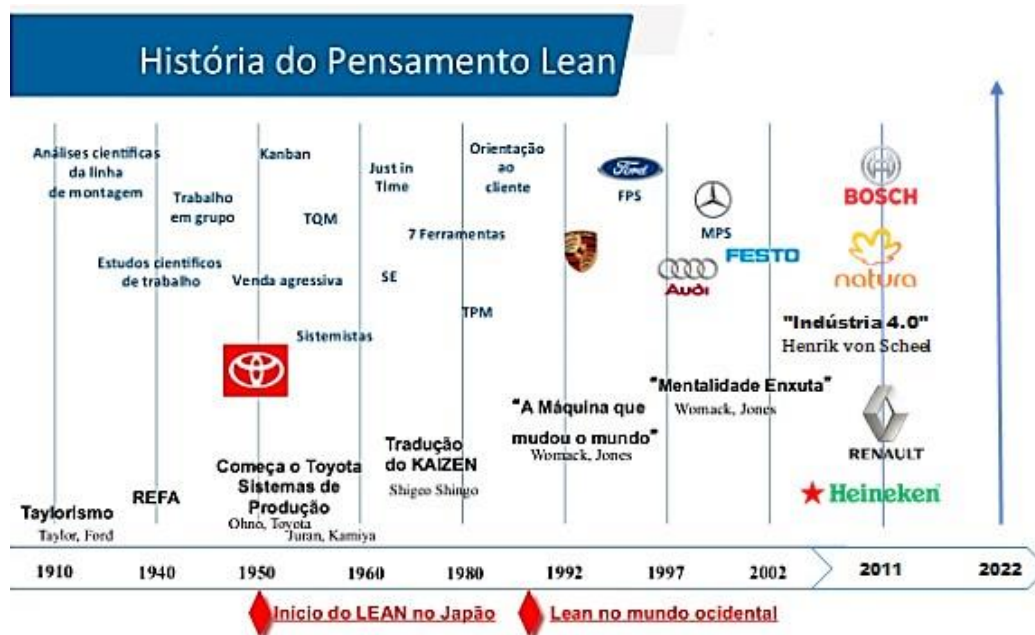 História do Pensamento Lean
Análises científicas
da linha
de montagem
Trabalho
em grupo
Estudos científicos
de trabalho
Kanban
TQM
Venda agressiva
Sistemistas
Just in
Time
7 Ferramentas
SE
TPM
Orientação
ao
cliente
Ford
FPS
MPS
Audi
FESTO
BOSCH
natura
"Indústria 4.0"
Henrik von Scheel
"Mentalidade Enxuta"
Womack, Jones
"A Máquina que
mudou o mundo"
Womack, Jones
RENAULT
Heineken
Tradução
do KAIZEN
Shigeo Shingo
Começa o Toyota
Sistemas de
Produção
Ohno, Toyota
Juran, Kamiya
REFA
Taylorismo
Taylor, Ford
1910
1940
1950
1960
1980
1992
1997
2002
2011
2022
Início do LEAN no Japão
Lean no mundo ocidental